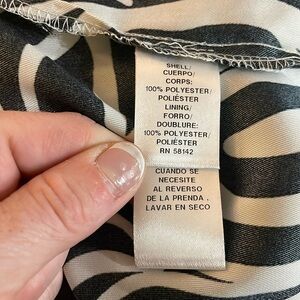 SHELL/
CUERPO/
CORPS:
100% POLYESTER/
POLIÉSTER
LINING/
FORRO/
DOUBLURE:
100% POLYESTER/
POLIÉSTER
RN 58142
CUANDO SE
NECESITE
AL REVERSO
DE LA PRENDA.
LAVAR EN SECO